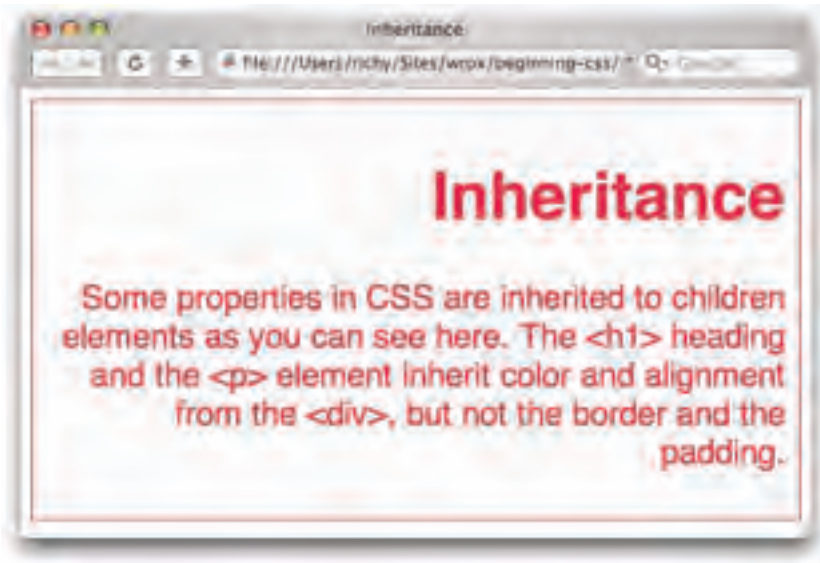 Inheritance
file:///Users/richy/Sites/wrox/beginning-css/
Inheritance
Some properties in CSS are inherited to children
elements as you can see here. The <h1> heading
and the <p> element inherit color and alignment
from the <div>, but not the border and the
padding.